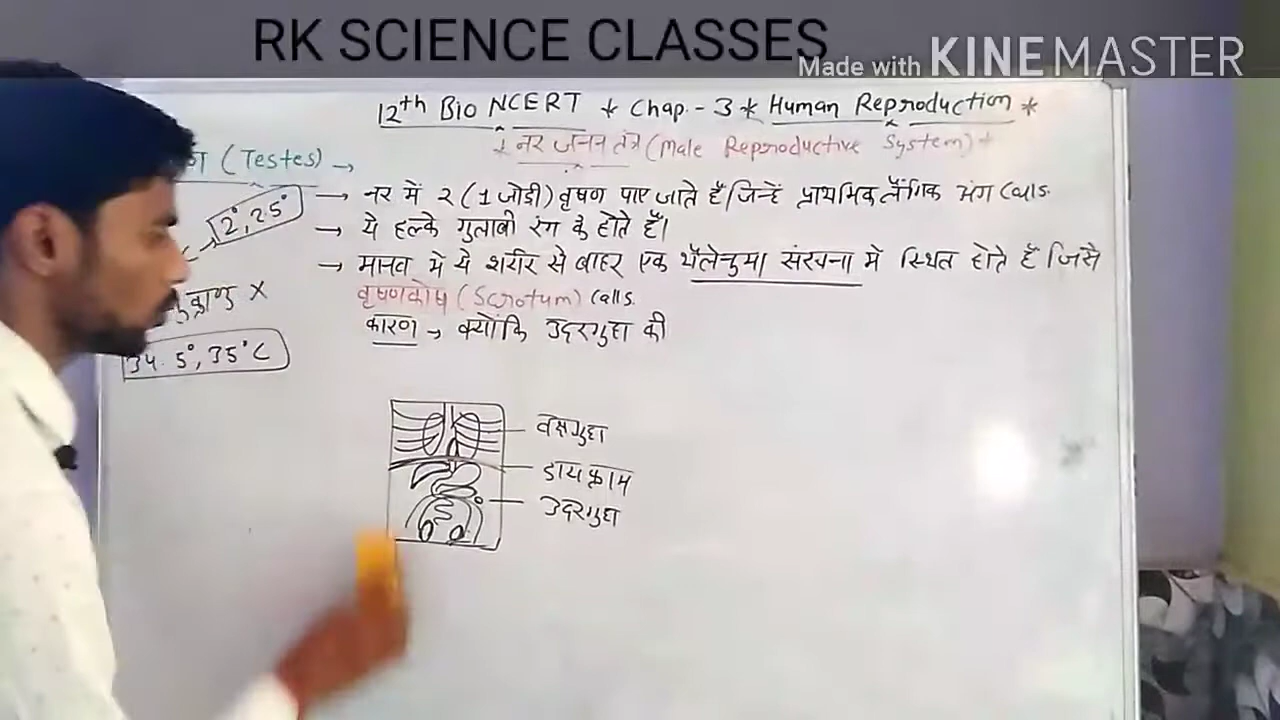 RK SCIENCE CLASSES
Made with KINEMASTER
12th Bio NCERT * Chap.- 3 * Human Reproduction *
* नर जनन तंत्र (Male Reproductive System) *
(Testes) →
→ नर में 2 (1 जोडी) वृषण पाए जाते हैं जिन्हें प्राथमिक लैंगिक अंग calls.
2°, 2.5°
→ ये हल्के गुलाबी रंग के होते हैं।
→ मानव में ये शरीर से बाहर एक थैलेनुमा संरचना में स्थित होते हैं जिसे
वृषणकोष (Scrotum) calls.
X
कारण → क्योंकि उदरगुहा की
34.5°, 35°C
वक्षगुहा
डायफ्राम
उदरगुहा